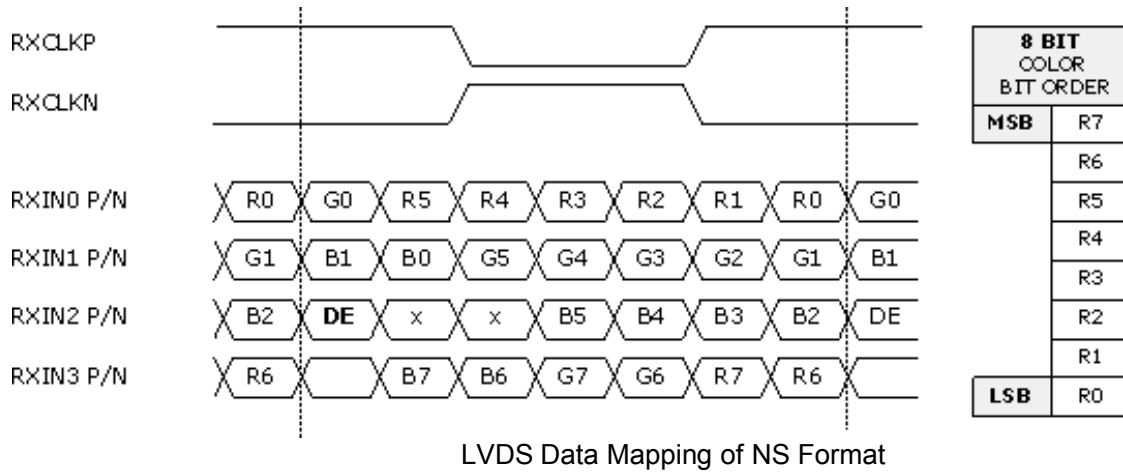 RXCLKP
RXCLKN
RXIN0 P/N R0 G0 R5 R4 R3 R2 R1 R0 G0
RXIN1 P/N G1 B1 B0 G5 G4 G3 G2 G1 B1
RXIN2 P/N B2 DE x x B5 B4 B3 B2 DE
RXIN3 P/N R6 B7 B6 G7 G6 R7 R6
8 BIT
COLOR
BIT ORDER
MSB R7
R6
R5
R4
R3
R2
R1
LSB R0
LVDS Data Mapping of NS Format